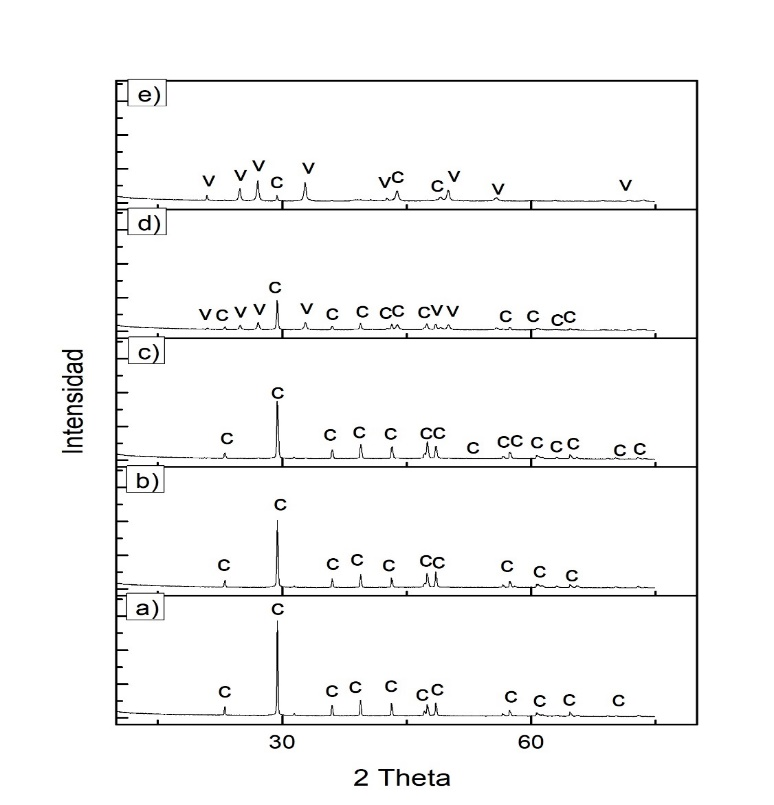 e)
V V V C V V C C V V V
d)
V C V V C V C C C C C V V C C C C
c)
C C C C C C C C C C C C C C C
b)
C C C C C C C C C C
a)
C C C C C C C C C C C
Intensidad
30 60
2 Theta